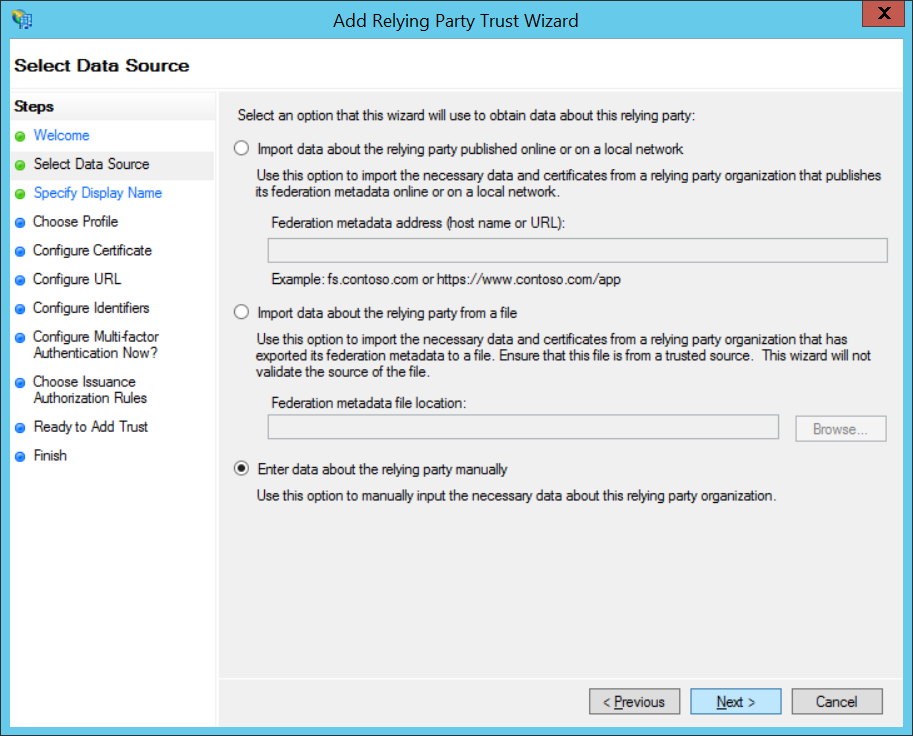 Add Relying Party Trust Wizard
X
Select Data Source
Steps
Welcome
Select Data Source
Specify Display Name
Choose Profile
Configure Certificate
Configure URL
Configure Identifiers
Configure Multi-factor
Authentication Now?
Choose Issuance
Authorization Rules
Ready to Add Trust
Finish
Select an option that this wizard will use to obtain data about this relying party:
Import data about the relying party published online or on a local network
Use this option to import the necessary data and certificates from a relying party organization that publishes
its federation metadata online or on a local network.
Federation metadata address (host name or URL):
Example: fs.contoso.com or https://www.contoso.com/app
Import data about the relying party from a file
Use this option to import the necessary data and certificates from a relying party organization that has
exported its federation metadata to a file. Ensure that this file is from a trusted source.  This wizard will not
validate the source of the file.
Federation metadata file location:
Browse...
Enter data about the relying party manually
Use this option to manually input the necessary data about this relying party organization.
< Previous
Next >
Cancel